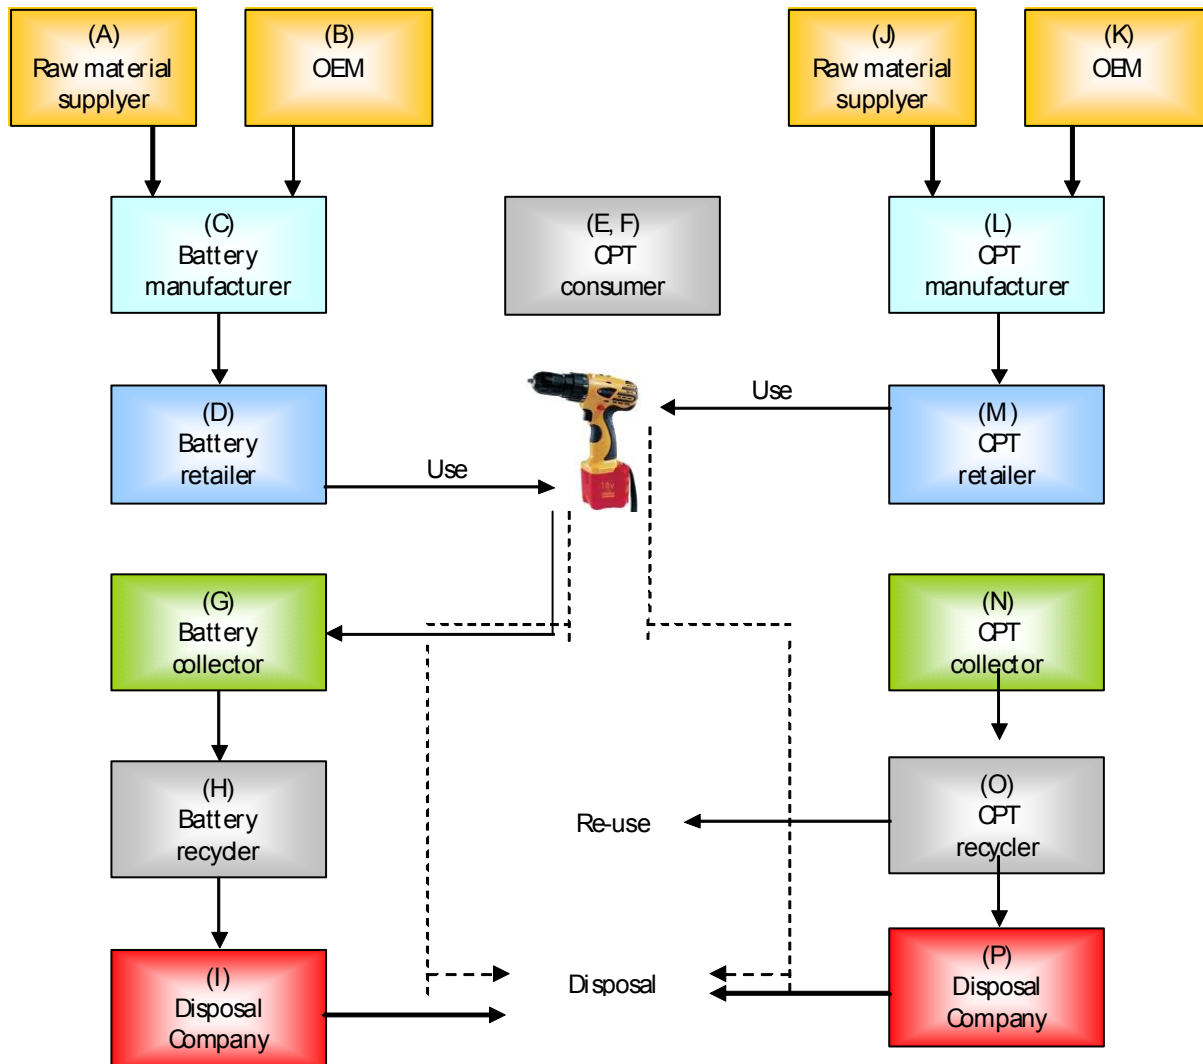 (A)
Raw material
supplyer
(B)
OEM
(J)
Raw material
supplyer
(K)
OEM
(C)
Battery
manufacturer
(E, F)
CPT
consumer
(L)
CPT
manufacturer
(D)
Battery
retailer
Use
18v
Use
(M)
CPT
retailer
(G)
Battery
collector
(N)
CPT
collector
(H)
Battery
recycler
Re-use
(O)
CPT
recycler
(I)
Disposal
Company
Disposal
(P)
Disposal
Company